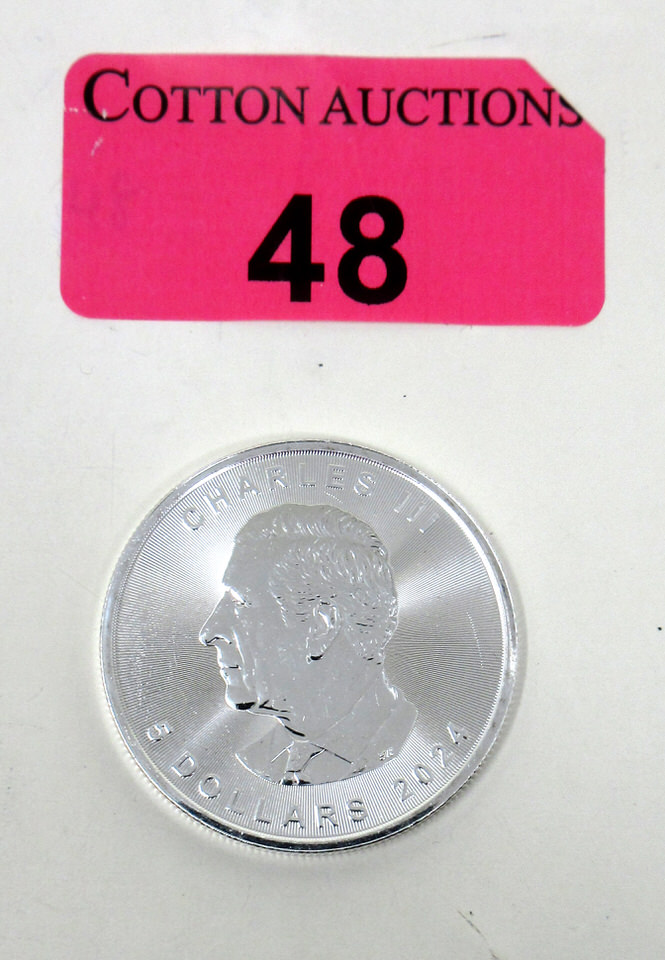 COTTON AUCTIONS
48
CHARLES III
5 DOLLARS 2024